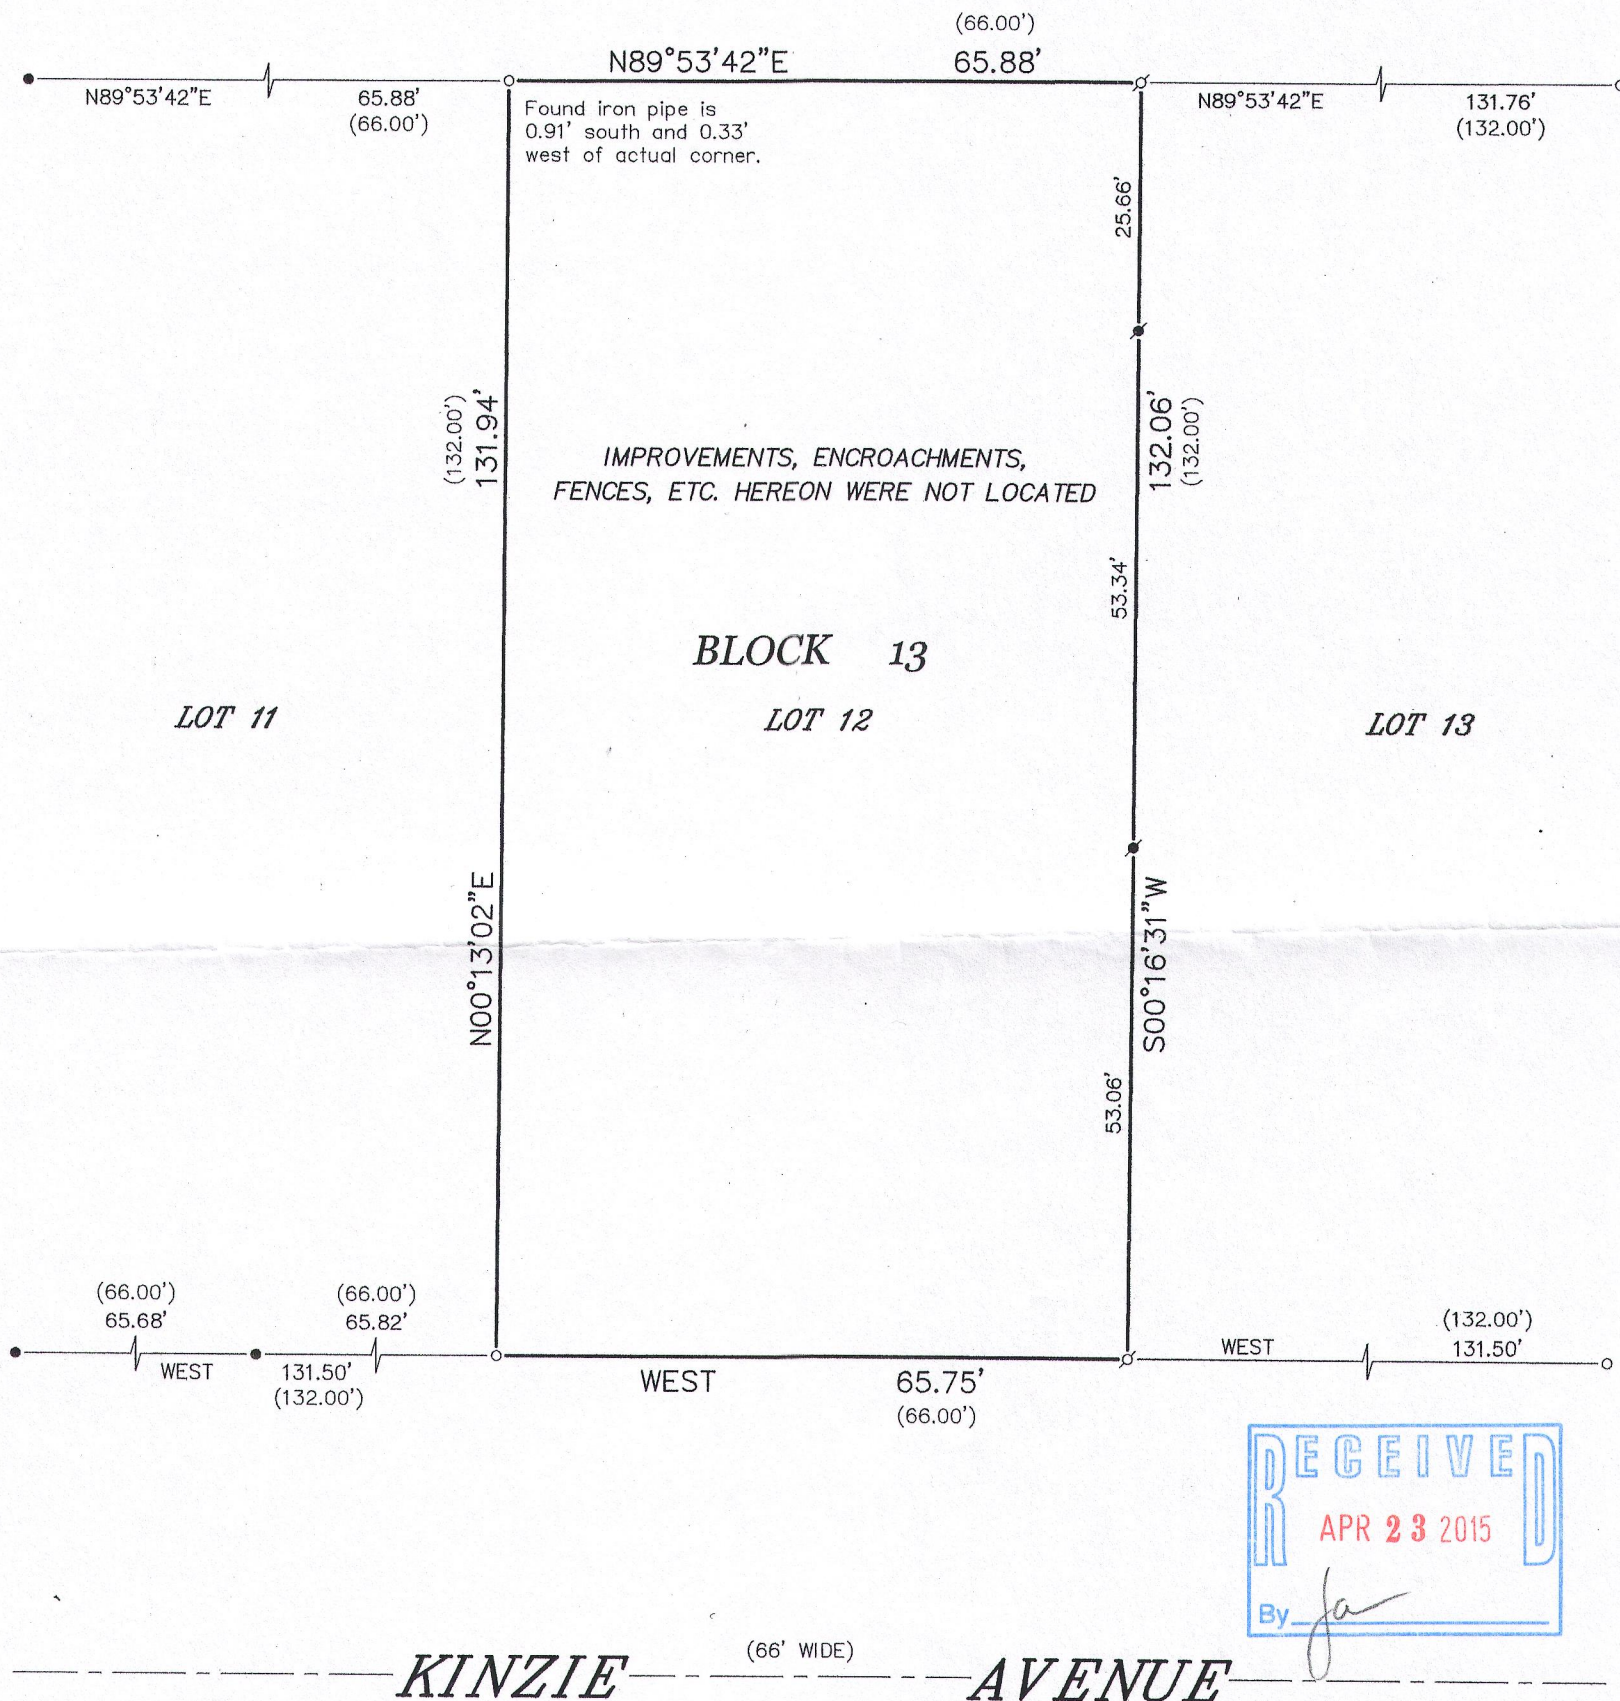 (66.00')
N89°53'42"E 65.88'
N89°53'42"E 65.88'
(66.00')
N89°53'42"E 131.76'
(132.00')
Found iron pipe is
0.91' south and 0.33'
west of actual corner.
25.66'
(132.00')
131.94'
132.06'
(132.00')
IMPROVEMENTS, ENCROACHMENTS,
FENCES, ETC. HEREON WERE NOT LOCATED
53.34'
BLOCK 13
LOT 11
LOT 12
LOT 13
N00°13'02"E
S00°16'31"W
53.06'
(66.00')
65.68'
(66.00')
65.82'
WEST 131.50'
(132.00')
WEST 65.75'
(66.00')
(132.00')
WEST 131.50'
RECEIVED
APR 23 2015
By
(66' WIDE)
KINZIE AVENUE